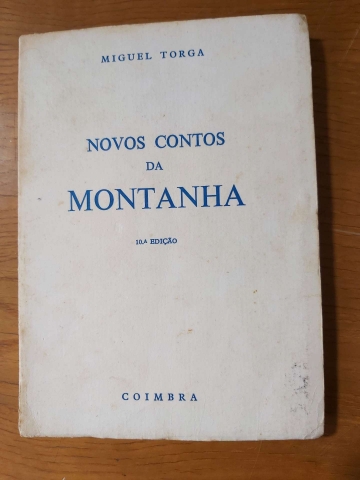 MIGUEL TORGA
NOVOS CONTOS
DA
MONTANHA
10.ª EDIÇÃO
COIMBRA